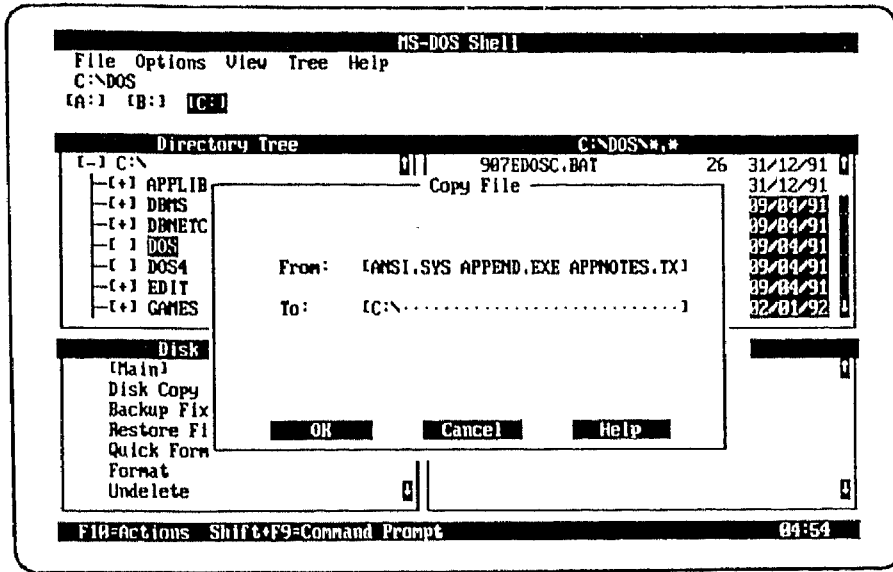 MS-DOS Shell
File Options View Tree Help
C:\DOS
[A:] [B:] [C:]
Directory Tree C:\DOS\*.*
[-] C:\ 907EDOSC.BAT 26 31/12/91
[+] APPLIB Copy File 31/12/91
[+] DBMS 09/04/91
[+] DBNETC 09/04/91
[ ] DOS 09/04/91
[ ] DOS4 From: [ANSI.SYS APPEND.EXE APPNOTES.TX] 09/04/91
[+] EDIT 09/04/91
[+] GAMES To: [C:\............................] 02/01/92
Disk
[Main]
Disk Copy
Backup Fix
Restore Fi OK Cancel Help
Quick Form
Format
Undelete
F10=Actions Shift+F9=Command Prompt 04:54